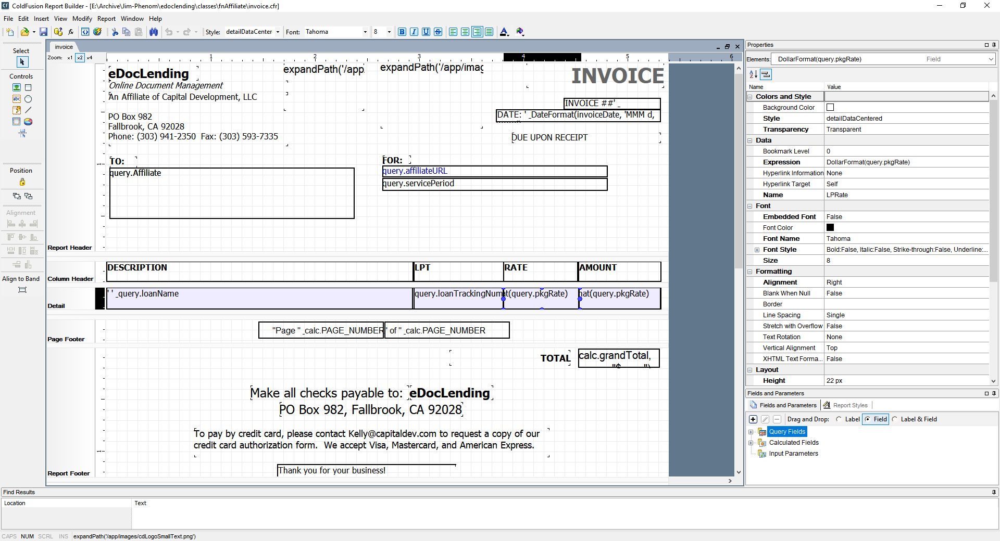 ColdFusion Report Builder - [E:\Archive\Jim-Phenom\edoclending\classes\fnAffiliate\invoice.cfr]
File Edit Insert View Modify Report Window Help
Style: detailDataCenter Font: Tahoma 8 B I U S
Select
Controls
abc
Position
Alignment
Align to Band
invoice
Zoom: x1 x2 x4
1 2 3 4 5 6
eDocLending
Online Document Management
An Affiliate of Capital Development, LLC
PO Box 982
Fallbrook, CA 92028
Phone: (303) 941-2350 Fax: (303) 593-7335
expandPath('/app
expandPath('/app/imag
INVOICE
INVOICE ##' _
DATE: ' _DateFormat(invoiceDate, 'MMM d,
DUE UPON RECEIPT
TO:
query.Affiliate
FOR:
query.affiliateURL
query.servicePeriod
1
Report Header
DESCRIPTION LPT RATE AMOUNT
Column Header
' ' _query.loanName query.loanTrackingNum t(query.pkgRate) nat(query.pkgRate)
Detail
"Page " _calc.PAGE_NUMBER " of " _calc.PAGE_NUMBER
Page Footer
TOTAL calc.grandTotal,
Make all checks payable to: eDocLending
PO Box 982, Fallbrook, CA 92028
To pay by credit card, please contact Kelly@capitaldev.com to request a copy of our
credit card authorization form. We accept Visa, Mastercard, and American Express.
1
Thank you for your business!
Report Footer
Properties
Elements: DollarFormat(query.pkgRate) Field
Name Value
Colors and Style
Background Color
Style detailDataCentered
Transparency Transparent
Data
Bookmark Level 0
Expression DollarFormat(query.pkgRate)
Hyperlink Information None
Hyperlink Target Self
Name LPRate
Font
Embedded Font False
Font Color
Font Name Tahoma
Font Style Bold:False, Italic:False, Strike-through:False, Underline:...
Size 8
Formatting
Alignment Right
Blank When Null False
Border
Line Spacing Single
Stretch with Overflow False
Text Rotation None
Vertical Alignment Top
XHTML Text Forma... False
Layout
Height 22 px
Fields and Parameters
Fields and Parameters Report Styles
Drag and Drop: Label Field Label & Field
Query Fields
Calculated Fields
Input Parameters
Find Results
Location Text
CAPS NUM SCRL INS expandPath('/app/images/cdLogoSmallText.png')